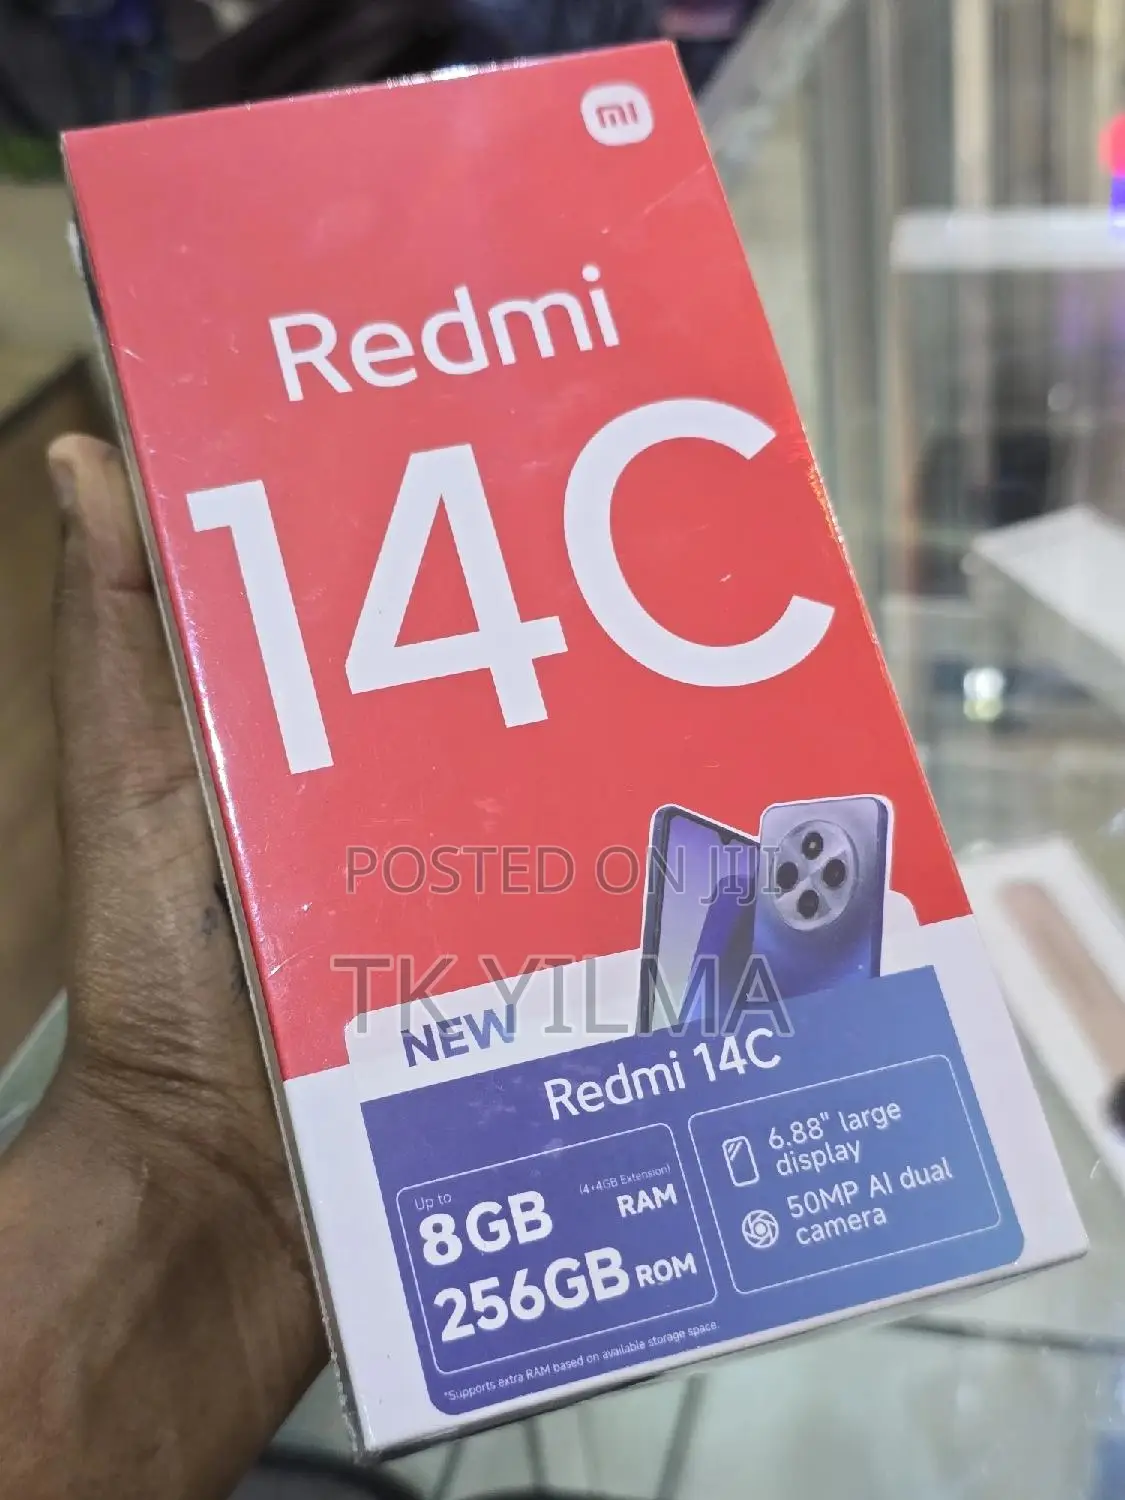 mi
Redmi
14C
POSTED ON JIJI
TK YILMA
NEW
Redmi 14C
Up to
8GB (4+4GB Extension) RAM
256GB ROM
6.88" large
display
50MP AI dual
camera
*Supports extra RAM based on available storage space.